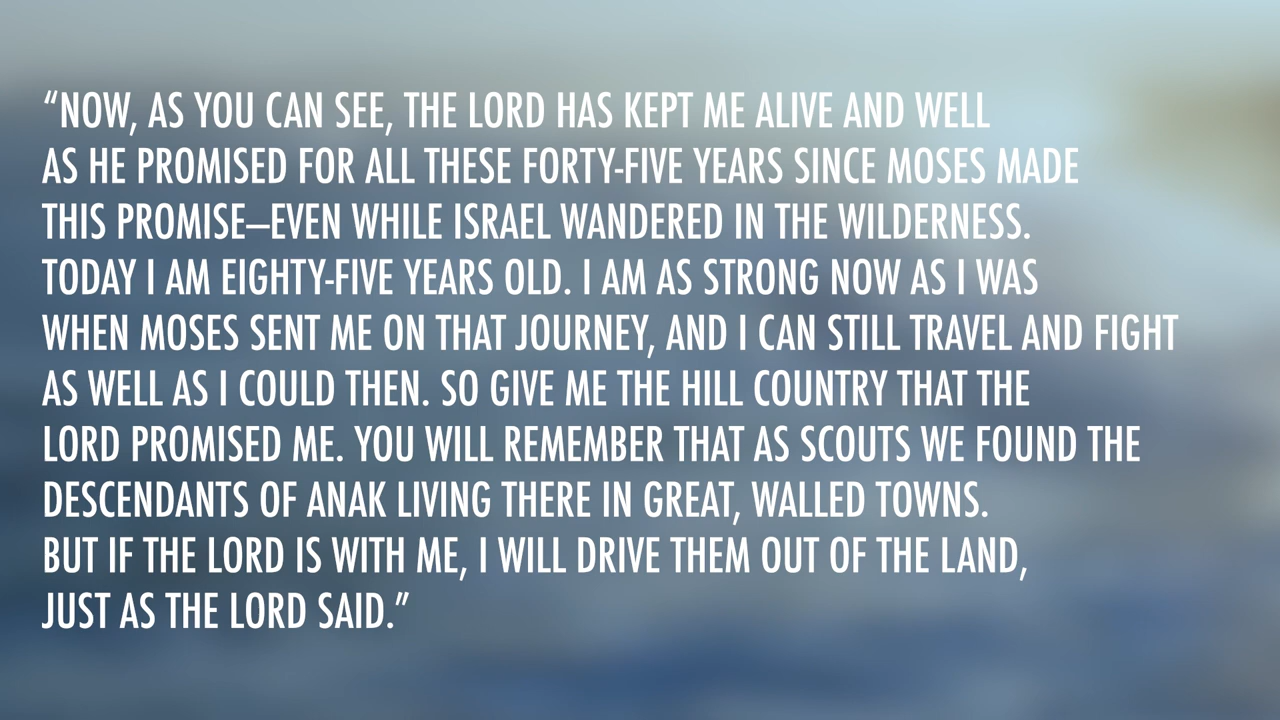 “NOW, AS YOU CAN SEE, THE LORD HAS KEPT ME ALIVE AND WELL
AS HE PROMISED FOR ALL THESE FORTY-FIVE YEARS SINCE MOSES MADE
THIS PROMISE—EVEN WHILE ISRAEL WANDERED IN THE WILDERNESS.
TODAY I AM EIGHTY-FIVE YEARS OLD. I AM AS STRONG NOW AS I WAS
WHEN MOSES SENT ME ON THAT JOURNEY, AND I CAN STILL TRAVEL AND FIGHT
AS WELL AS I COULD THEN. SO GIVE ME THE HILL COUNTRY THAT THE
LORD PROMISED ME. YOU WILL REMEMBER THAT AS SCOUTS WE FOUND THE
DESCENDANTS OF ANAK LIVING THERE IN GREAT, WALLED TOWNS.
BUT IF THE LORD IS WITH ME, I WILL DRIVE THEM OUT OF THE LAND,
JUST AS THE LORD SAID.”